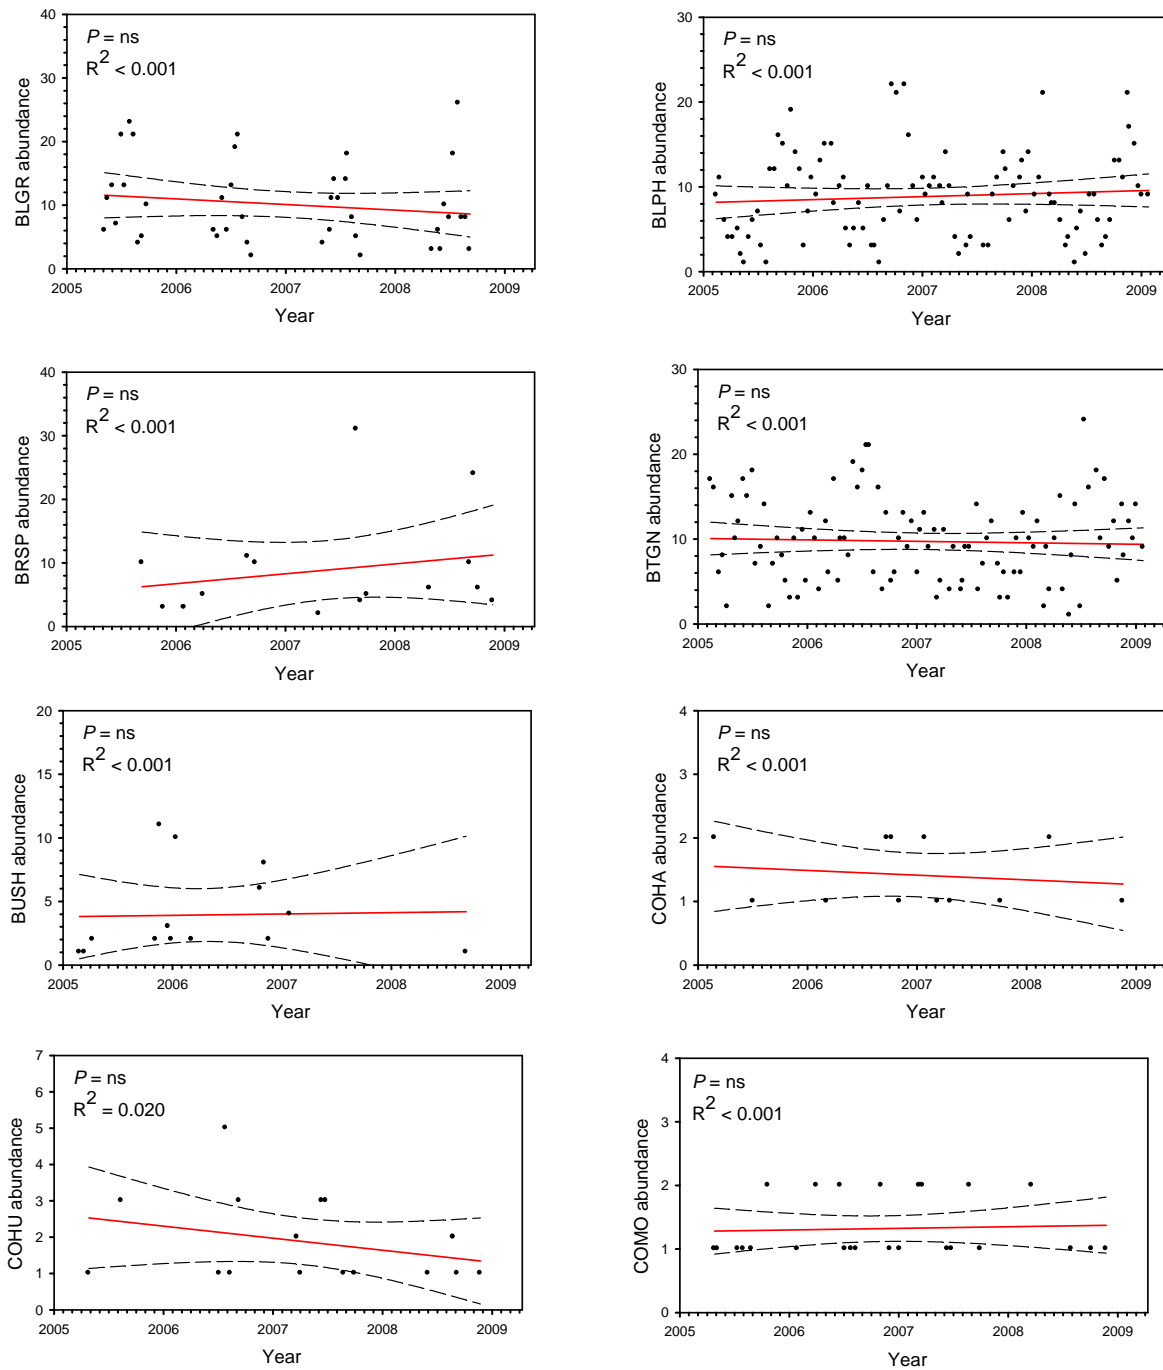 P = ns
R2 < 0.001
BLGR abundance
40
30
20
10
0
2005 2006 2007 2008 2009
Year
P = ns
R2 < 0.001
BLPH abundance
30
20
10
0
2005 2006 2007 2008 2009
Year
P = ns
R2 < 0.001
BRSP abundance
40
30
20
10
0
2005 2006 2007 2008 2009
Year
P = ns
R2 < 0.001
BTGN abundance
30
20
10
0
2005 2006 2007 2008 2009
Year
P = ns
R2 < 0.001
BUSH abundance
20
15
10
5
0
2005 2006 2007 2008 2009
Year
P = ns
R2 < 0.001
COHA abundance
4
3
2
1
0
2005 2006 2007 2008 2009
Year
P = ns
R2 = 0.020
COHU abundance
7
6
5
4
3
2
1
0
2005 2006 2007 2008 2009
Year
P = ns
R2 < 0.001
COMO abundance
4
3
2
1
0
2005 2006 2007 2008 2009
Year